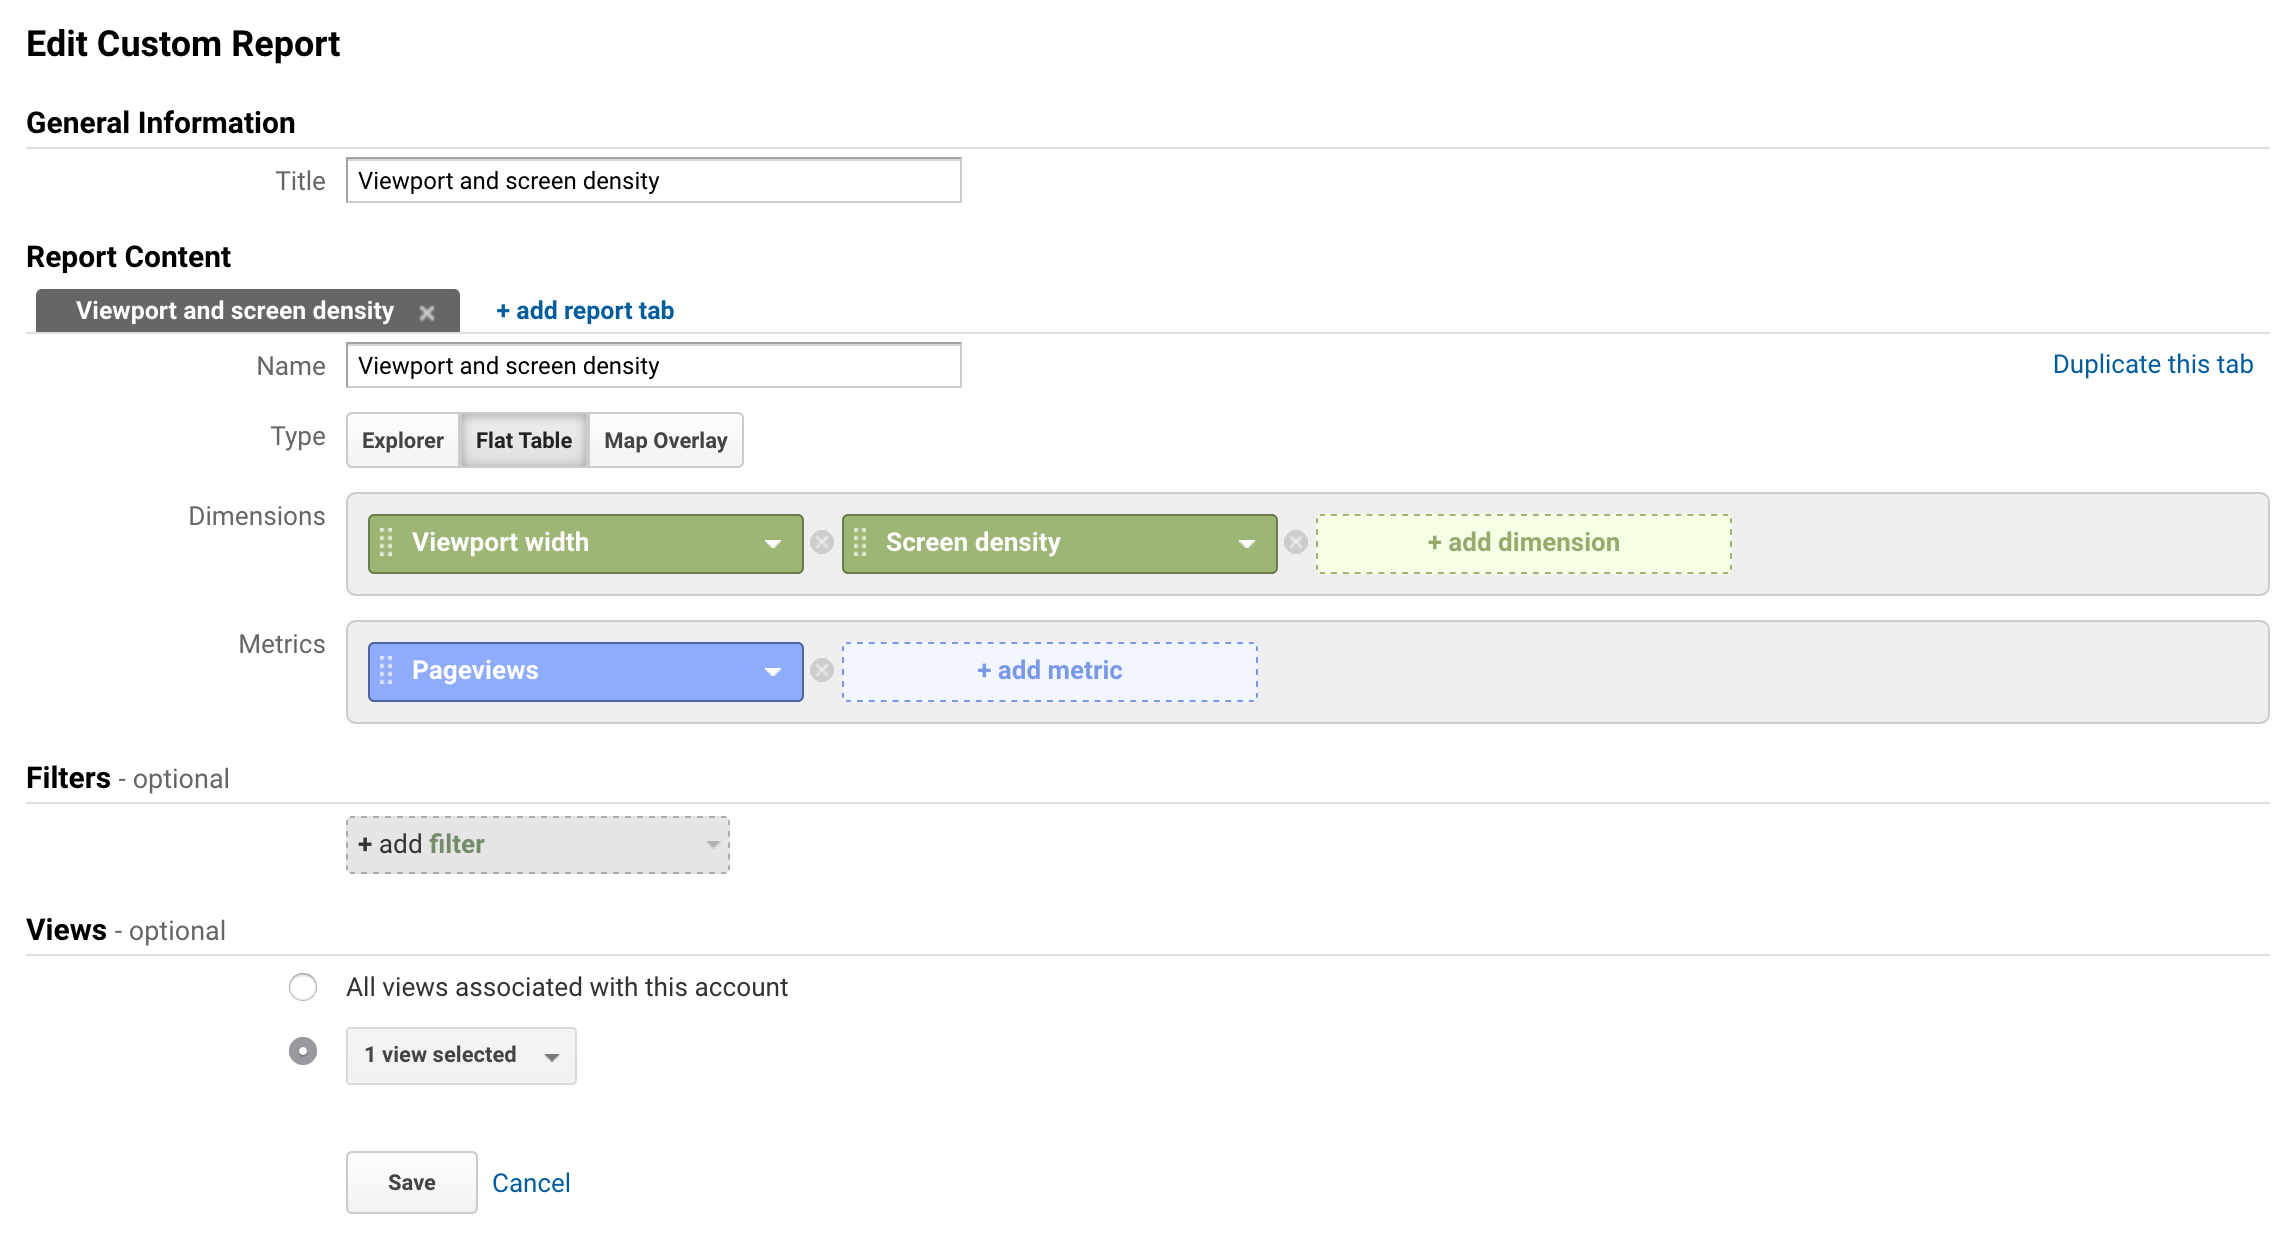 Edit Custom Report
General Information
Title Viewport and screen density
Report Content
Viewport and screen density + add report tab
Name Viewport and screen density Duplicate this tab
Type Explorer Flat Table Map Overlay
Dimensions Viewport width Screen density + add dimension
Metrics Pageviews + add metric
Filters - optional
+ add filter
Views - optional
All views associated with this account
1 view selected
Save Cancel